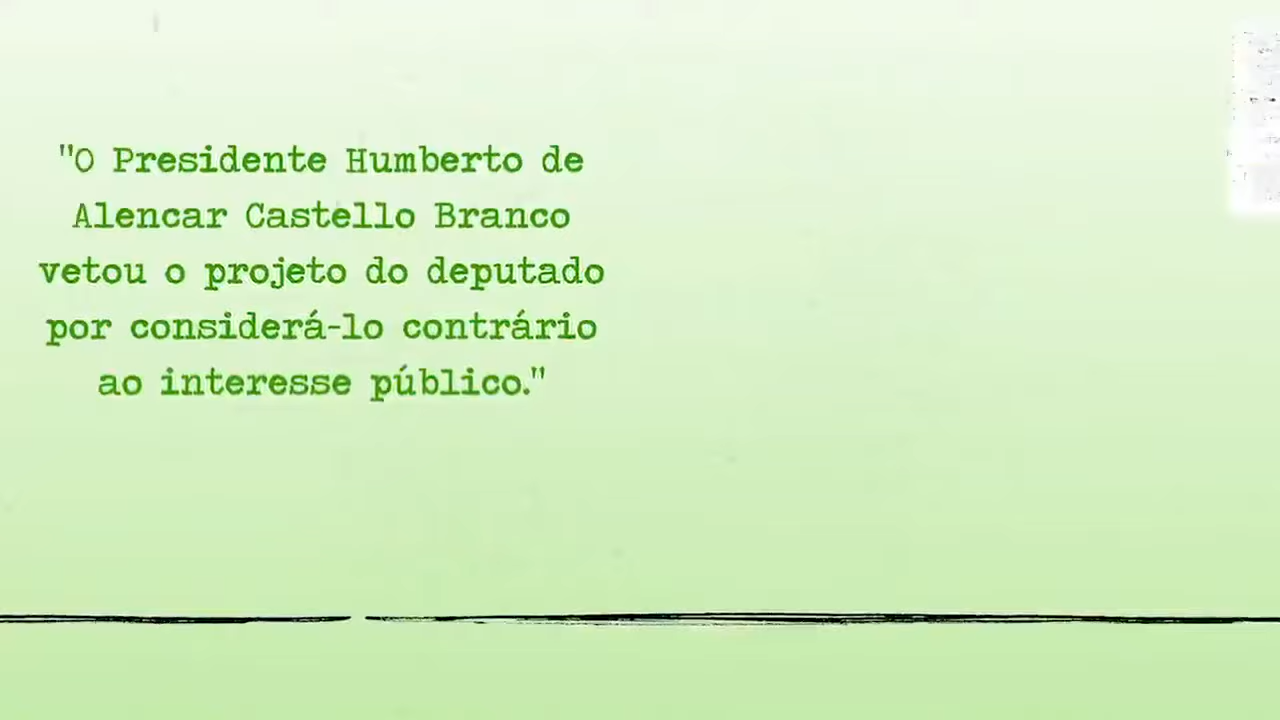 "O Presidente Humberto de
Alencar Castello Branco
vetou o projeto do deputado
por considerá-lo contrário
ao interesse público."